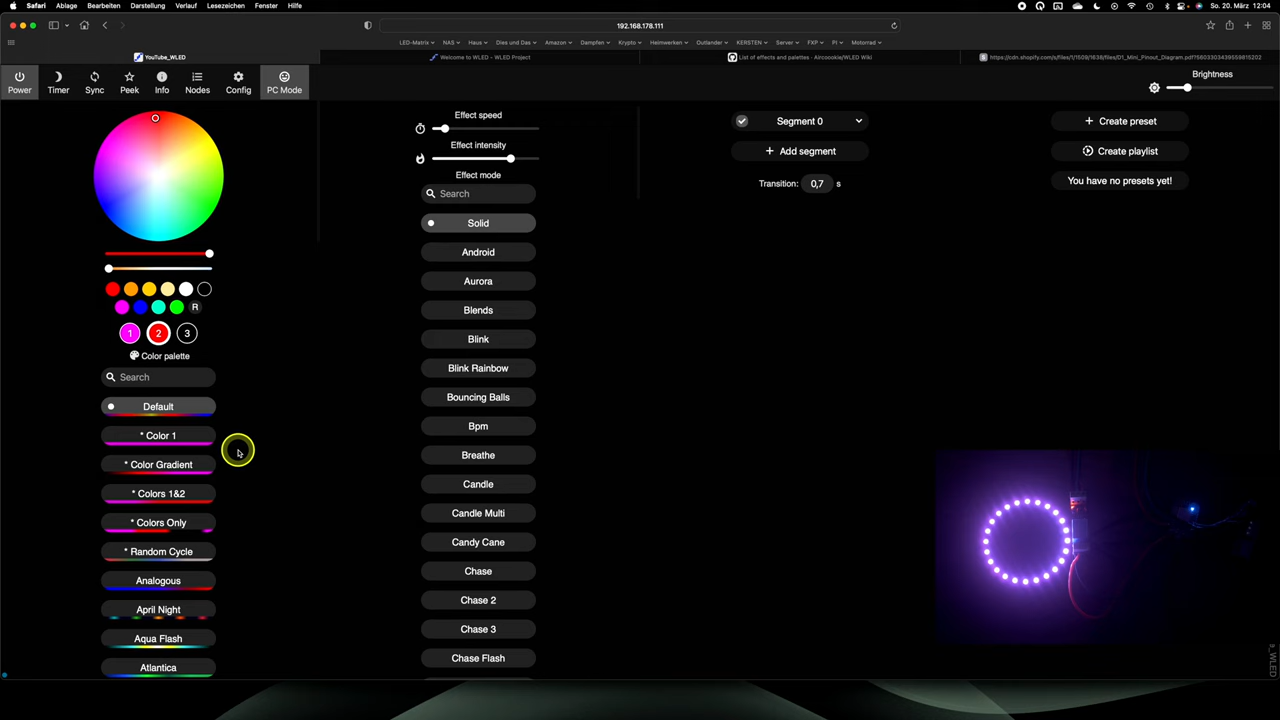 Safari Ablage Bearbeiten Darstellung Verlauf Lesezeichen Fenster Hilfe So. 20. März 12:04
192.168.178.111
LED-Matrix NAS Haus Dies und Das Amazon Dampfen Krypto Heimwerken Outlander Server FXP KERSTEN PI Motorrad
YouTube_WLED Welcome to WLED - WLED Project List of effects and palettes · Aircoookie/WLED Wiki
Power Timer Sync Peek Info Nodes Config PC Mode
Brightness
Effect speed
Effect intensity
Effect mode
Search
Solid
Android
Aurora
Blends
Blink
Blink Rainbow
Bouncing Balls
Bpm
Breathe
Candle
Candle Multi
Candy Cane
Chase
Chase 2
Chase 3
Chase Flash
R
1 2 3
Color palette
Search
Default
* Color 1
* Color Gradient
* Colors 1&2
* Colors Only
* Random Cycle
Analogous
April Night
Aqua Flash
Atlantica
Segment 0
+ Add segment
Transition: 0,7 s
+ Create preset
Create playlist
You have no presets yet!